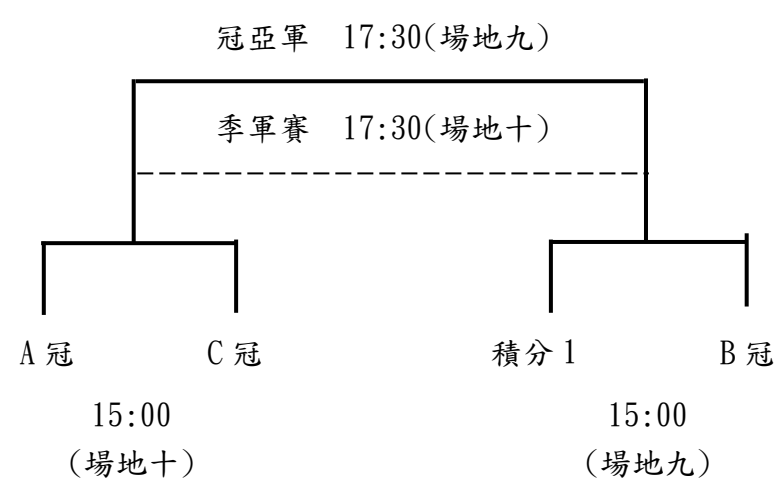 冠亞軍 17:30(場地九)
季軍賽 17:30(場地十)
A冠 C冠 積分1 B冠
15:00 15:00
(場地十) (場地九)